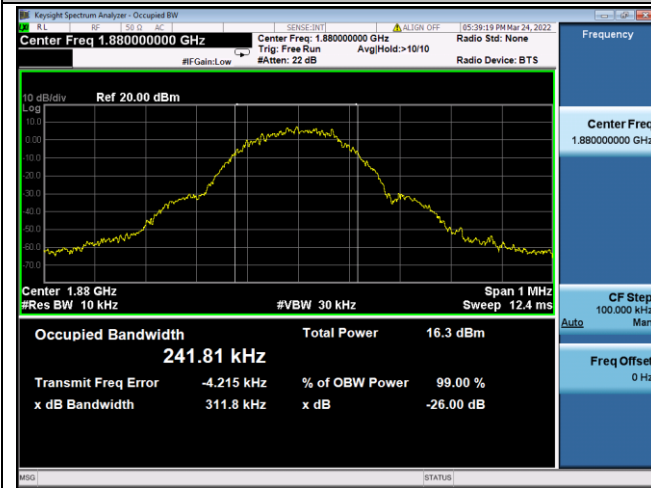 Keysight Spectrum Analyzer - Occupied BW
RL RF 50 Ω AC SENSE:INT ALIGN OFF 05:39:19 PM Mar 24, 2022
Center Freq 1.880000000 GHz Center Freq: 1.880000000 GHz Radio Std: None
Trig: Free Run Avg|Hold:>10/10
#IFGain:Low #Atten: 22 dB Radio Device: BTS
Frequency
10 dB/div Ref 20.00 dBm
Log
10.0
0.00
-10.0
-20.0
-30.0
-40.0
-50.0
-60.0
-70.0
Center Freq
1.880000000 GHz
Center 1.88 GHz Span 1 MHz
#Res BW 10 kHz #VBW 30 kHz Sweep 12.4 ms
CF Step
100.000 kHz
Auto Man
Occupied Bandwidth Total Power 16.3 dBm
241.81 kHz
Transmit Freq Error -4.215 kHz % of OBW Power 99.00 %
x dB Bandwidth 311.8 kHz x dB -26.00 dB
Freq Offset
0 Hz
MSG STATUS